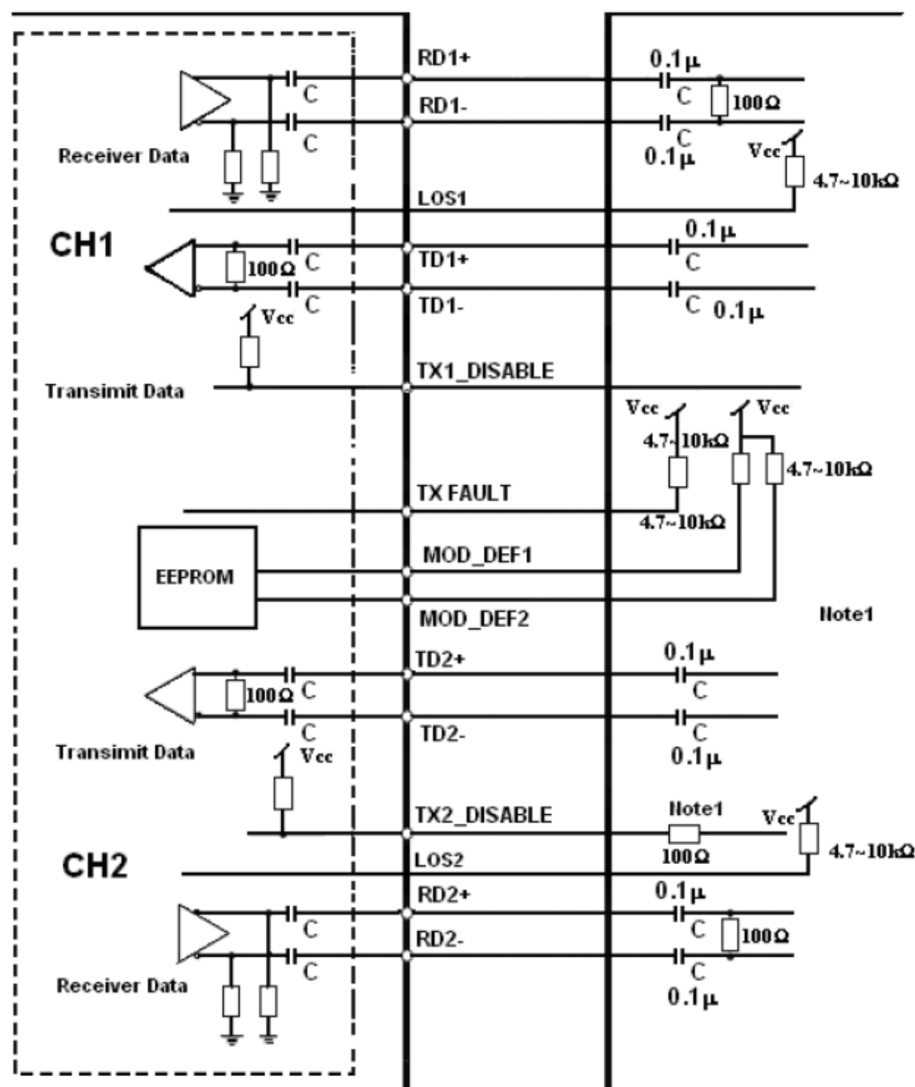 RD1+
0.1μ
C
C
100Ω
RD1-
C
C
0.1μ
Vcc
Receiver Data
4.7~10kΩ
LOS1
CH1
0.1μ
100Ω
C
TD1+
C
C
TD1-
C
0.1μ
Vcc
TX1_DISABLE
Transimit Data
Vcc
Vcc
4.7~10kΩ
4.7~10kΩ
TX FAULT
4.7~10kΩ
MOD_DEF1
EEPROM
MOD_DEF2
Note1
TD2+
0.1μ
100Ω
C
C
C
TD2-
C
Transimit Data
Vcc
0.1μ
TX2_DISABLE
Note1
Vcc
100Ω
4.7~10kΩ
CH2
LOS2
RD2+
0.1μ
C
C
100Ω
RD2-
C
C
Receiver Data
0.1μ